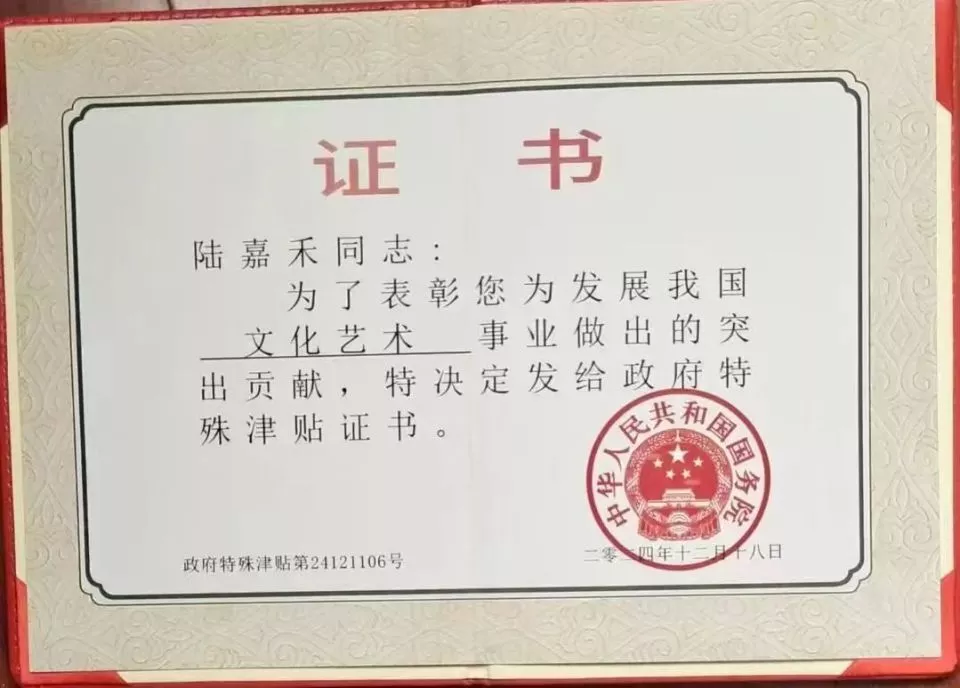 证书
陆嘉禾同志：
为了表彰您为发展我国
文化艺术 事业做出的突
出贡献，特决定发给政府特
殊津贴证书。
中华人民共和国国务院
政府特殊津贴第24121106号
二零二四年十二月十八日